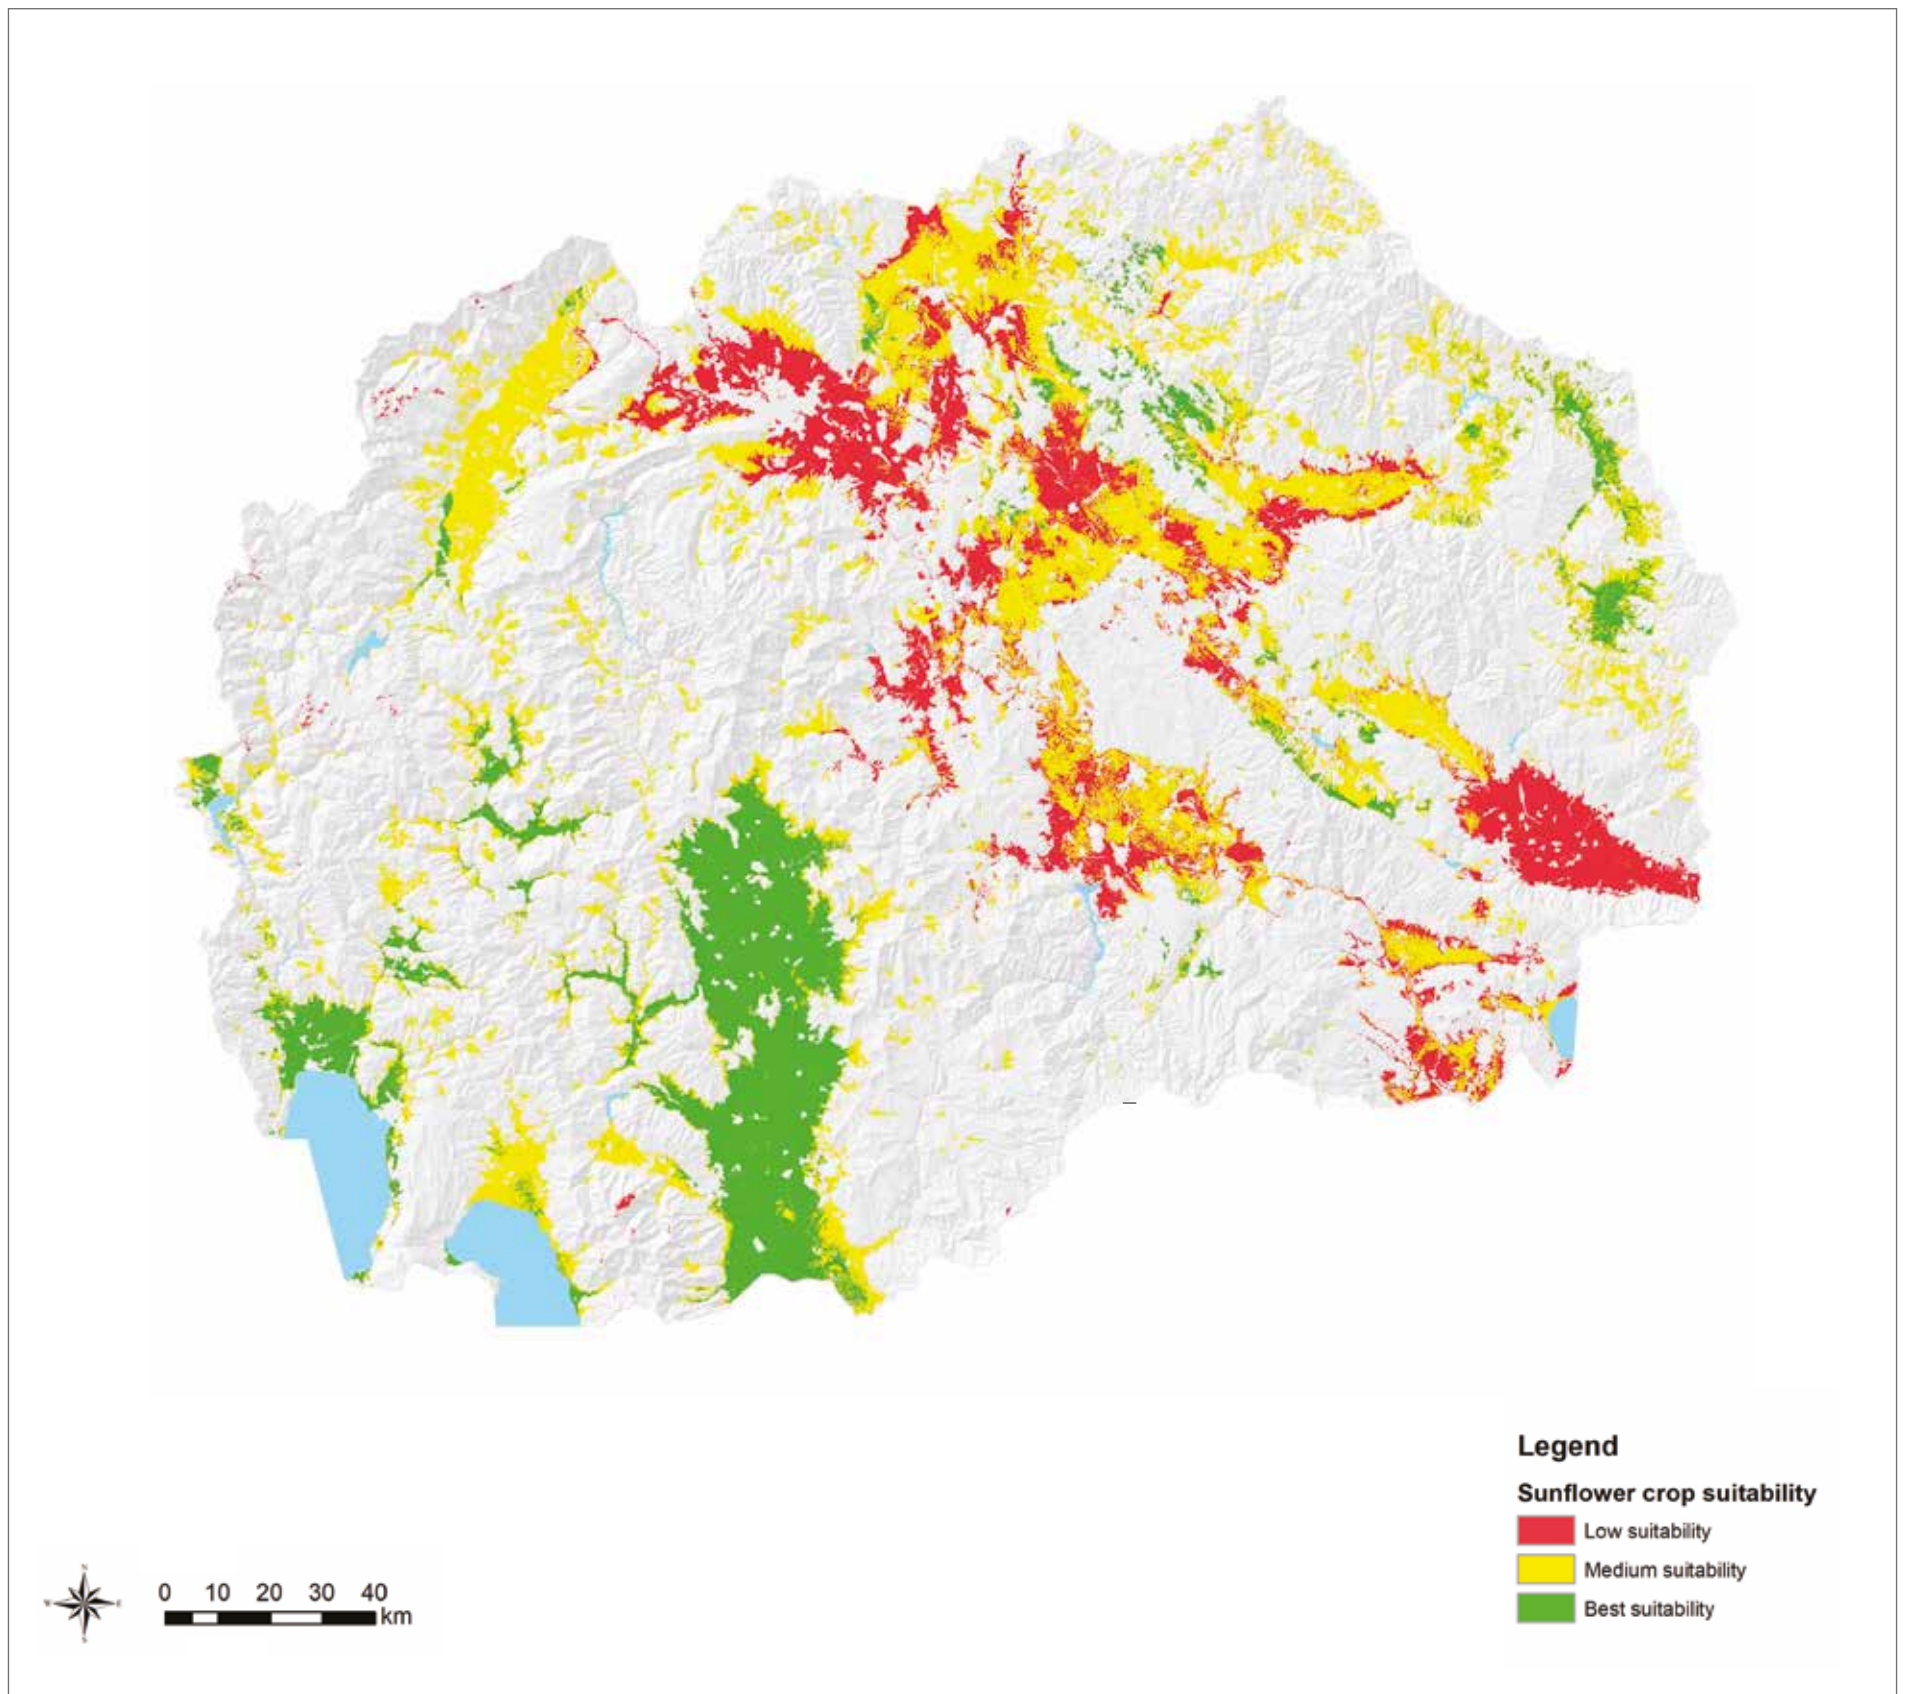 Legend
Sunflower crop suitability
Low suitability
Medium suitability
Best suitability
N
W
E
S
0 10 20 30 40
km